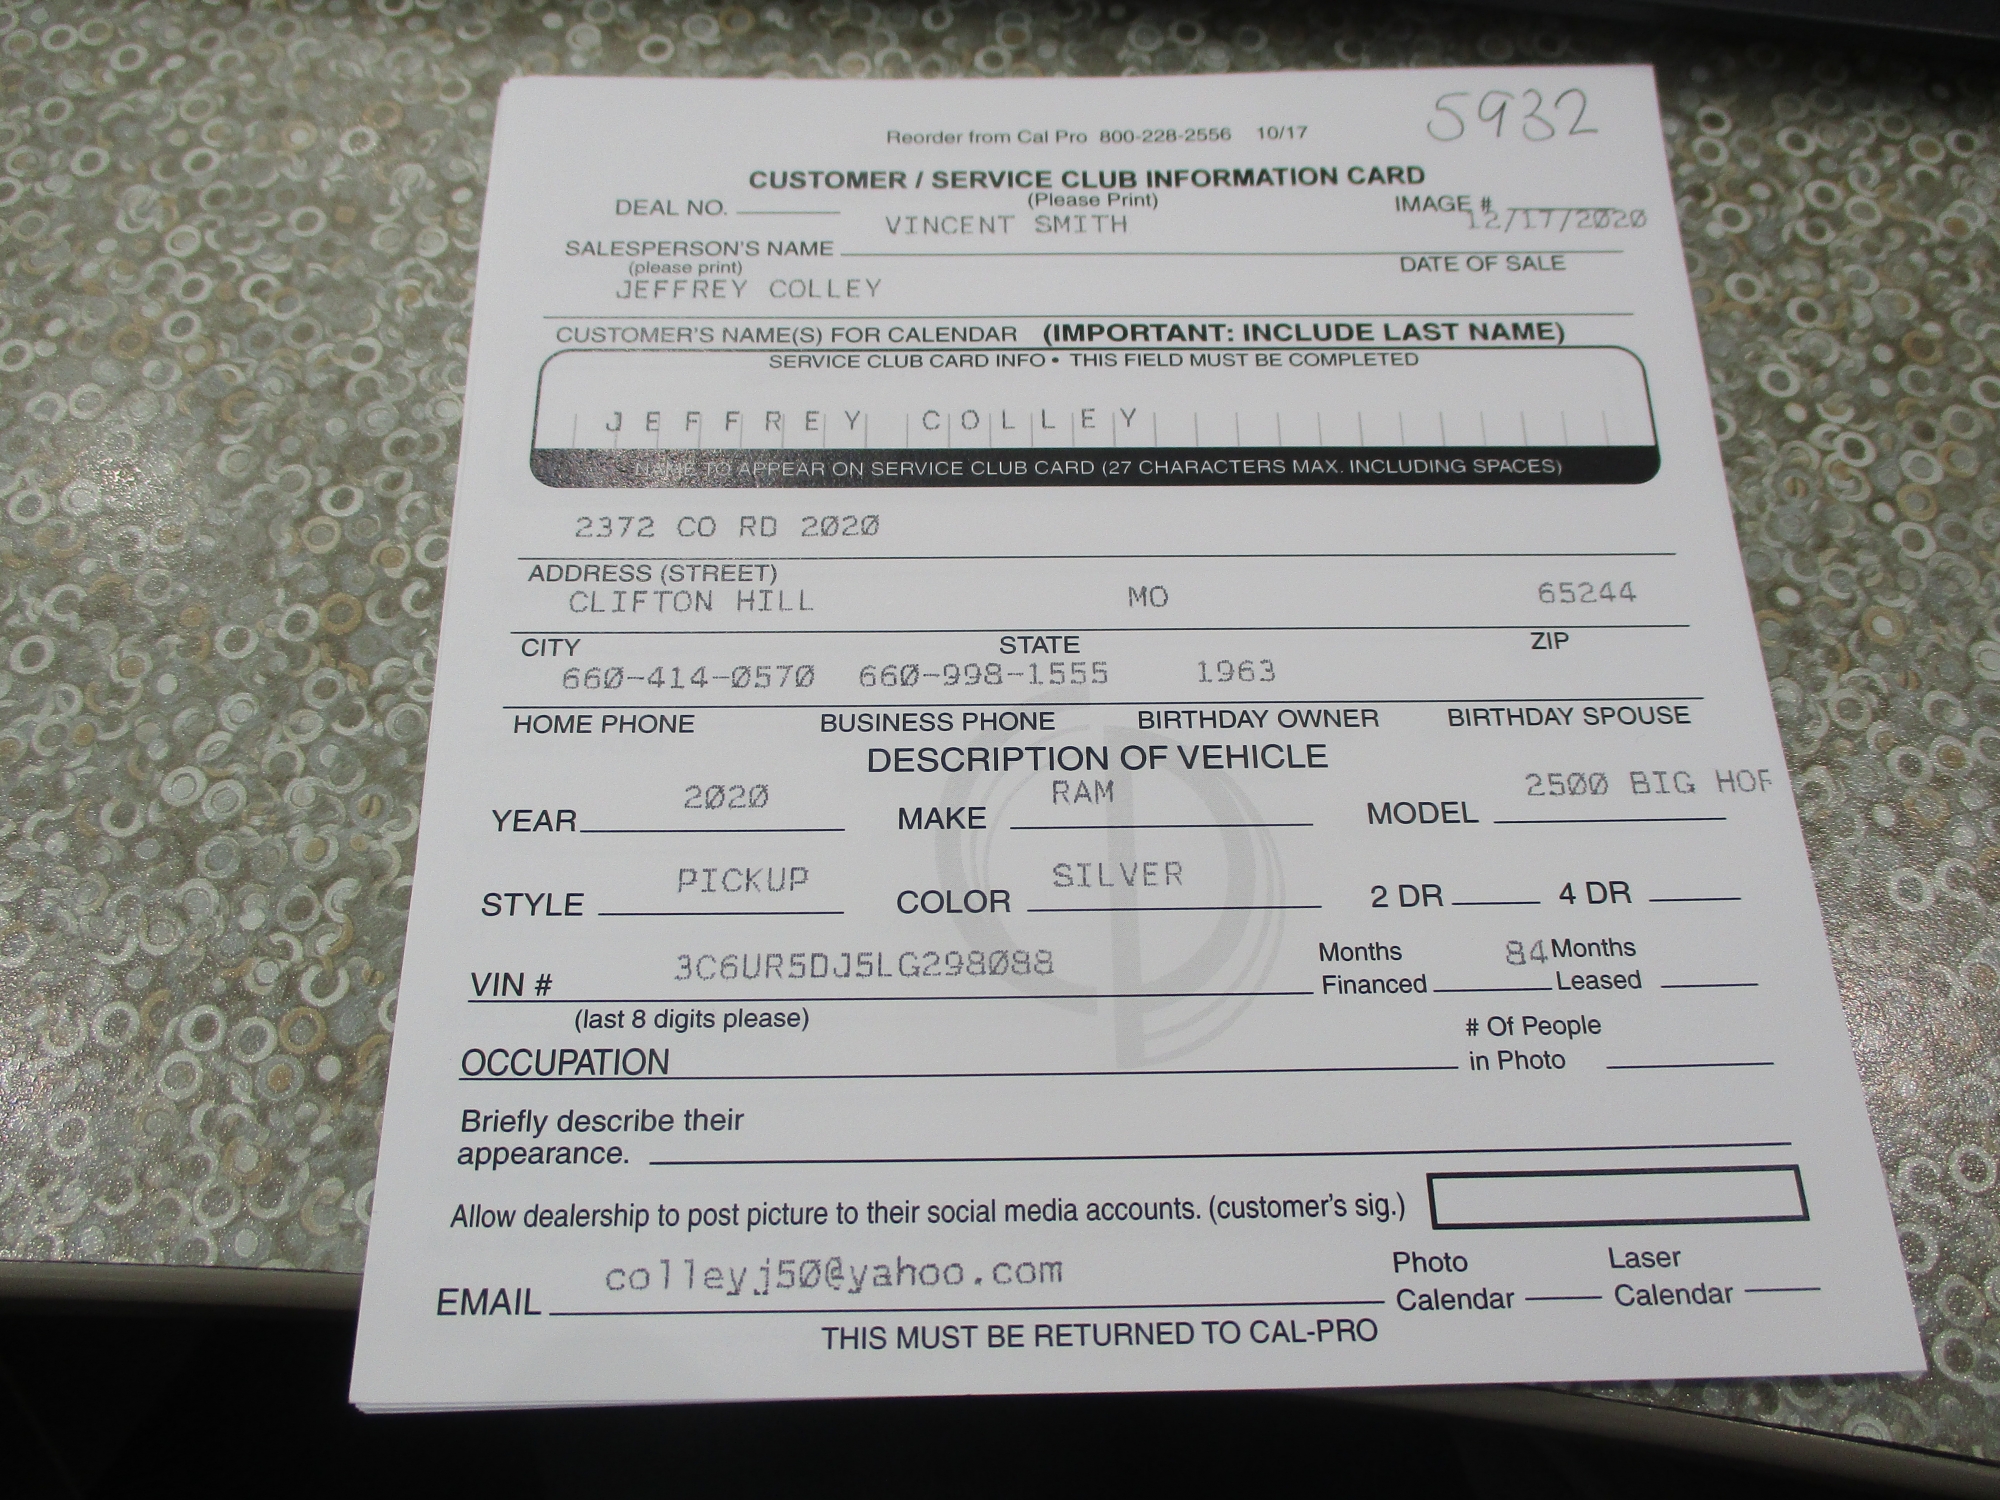 5932
Reorder from Cal Pro 800-228-2556 10/17
CUSTOMER / SERVICE CLUB INFORMATION CARD
(Please Print)
DEAL NO. IMAGE #
VINCENT SMITH 12/17/2020
SALESPERSON'S NAME
(please print) DATE OF SALE
JEFFREY COLLEY
CUSTOMER'S NAME(S) FOR CALENDAR (IMPORTANT: INCLUDE LAST NAME)
SERVICE CLUB CARD INFO • THIS FIELD MUST BE COMPLETED
JEFFREY COLLEY
NAME TO APPEAR ON SERVICE CLUB CARD (27 CHARACTERS MAX. INCLUDING SPACES)
2372 CO RD 2020
ADDRESS (STREET)
CLIFTON HILL MO 65244
CITY STATE ZIP
660-414-0570 660-998-1555 1963
HOME PHONE BUSINESS PHONE BIRTHDAY OWNER BIRTHDAY SPOUSE
DESCRIPTION OF VEHICLE
YEAR 2020 MAKE RAM MODEL 2500 BIG HOR
STYLE PICKUP COLOR SILVER 2 DR 4 DR
VIN # 3C6UR5DJ5LG298088 Months Financed 84 Months Leased
(last 8 digits please)
OCCUPATION # Of People in Photo
Briefly describe their
appearance.
Allow dealership to post picture to their social media accounts. (customer's sig.)
EMAIL colleyj50@yahoo.com Photo Calendar Laser Calendar
THIS MUST BE RETURNED TO CAL-PRO